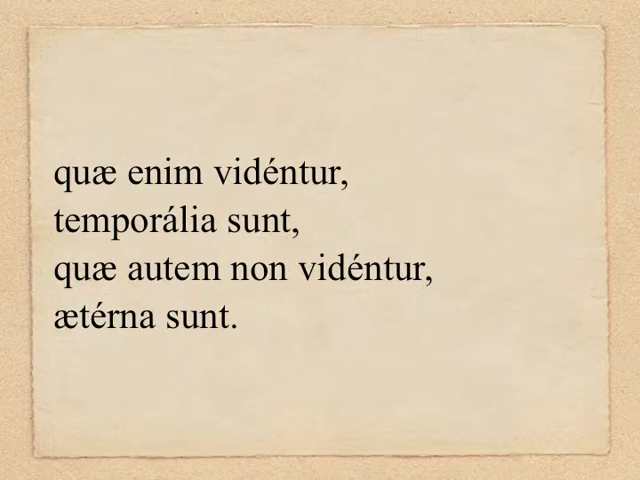 quæ enim vidéntur,
temporália sunt,
quæ autem non vidéntur,
ætérna sunt.